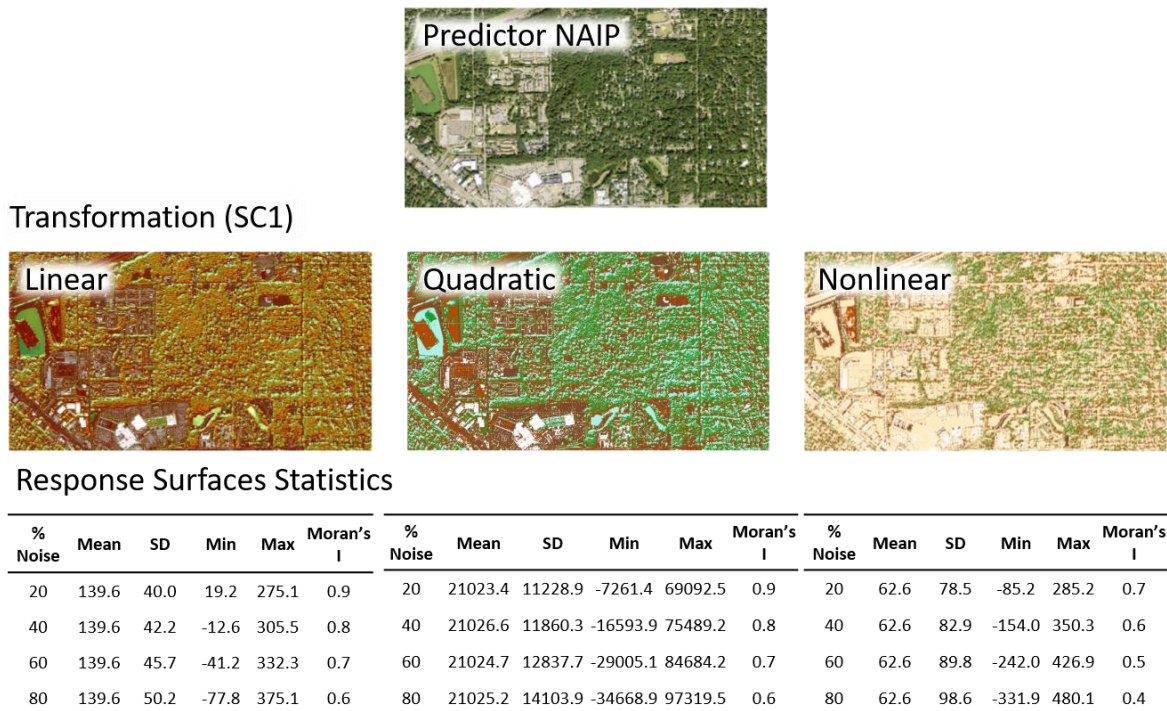 Predictor NAIP
Transformation (SC1)
Linear
Quadratic
Nonlinear
Response Surfaces Statistics
% Noise Mean SD Min Max Moran's I
20 139.6 40.0 19.2 275.1 0.9
40 139.6 42.2 -12.6 305.5 0.8
60 139.6 45.7 -41.2 332.3 0.7
80 139.6 50.2 -77.8 375.1 0.6
% Noise Mean SD Min Max Moran's I
20 21023.4 11228.9 -7261.4 69092.5 0.9
40 21026.6 11860.3 -16593.9 75489.2 0.8
60 21024.7 12837.7 -29005.1 84684.2 0.7
80 21025.2 14103.9 -34668.9 97319.5 0.6
% Noise Mean SD Min Max Moran's I
20 62.6 78.5 -85.2 285.2 0.7
40 62.6 82.9 -154.0 350.3 0.6
60 62.6 89.8 -242.0 426.9 0.5
80 62.6 98.6 -331.9 480.1 0.4